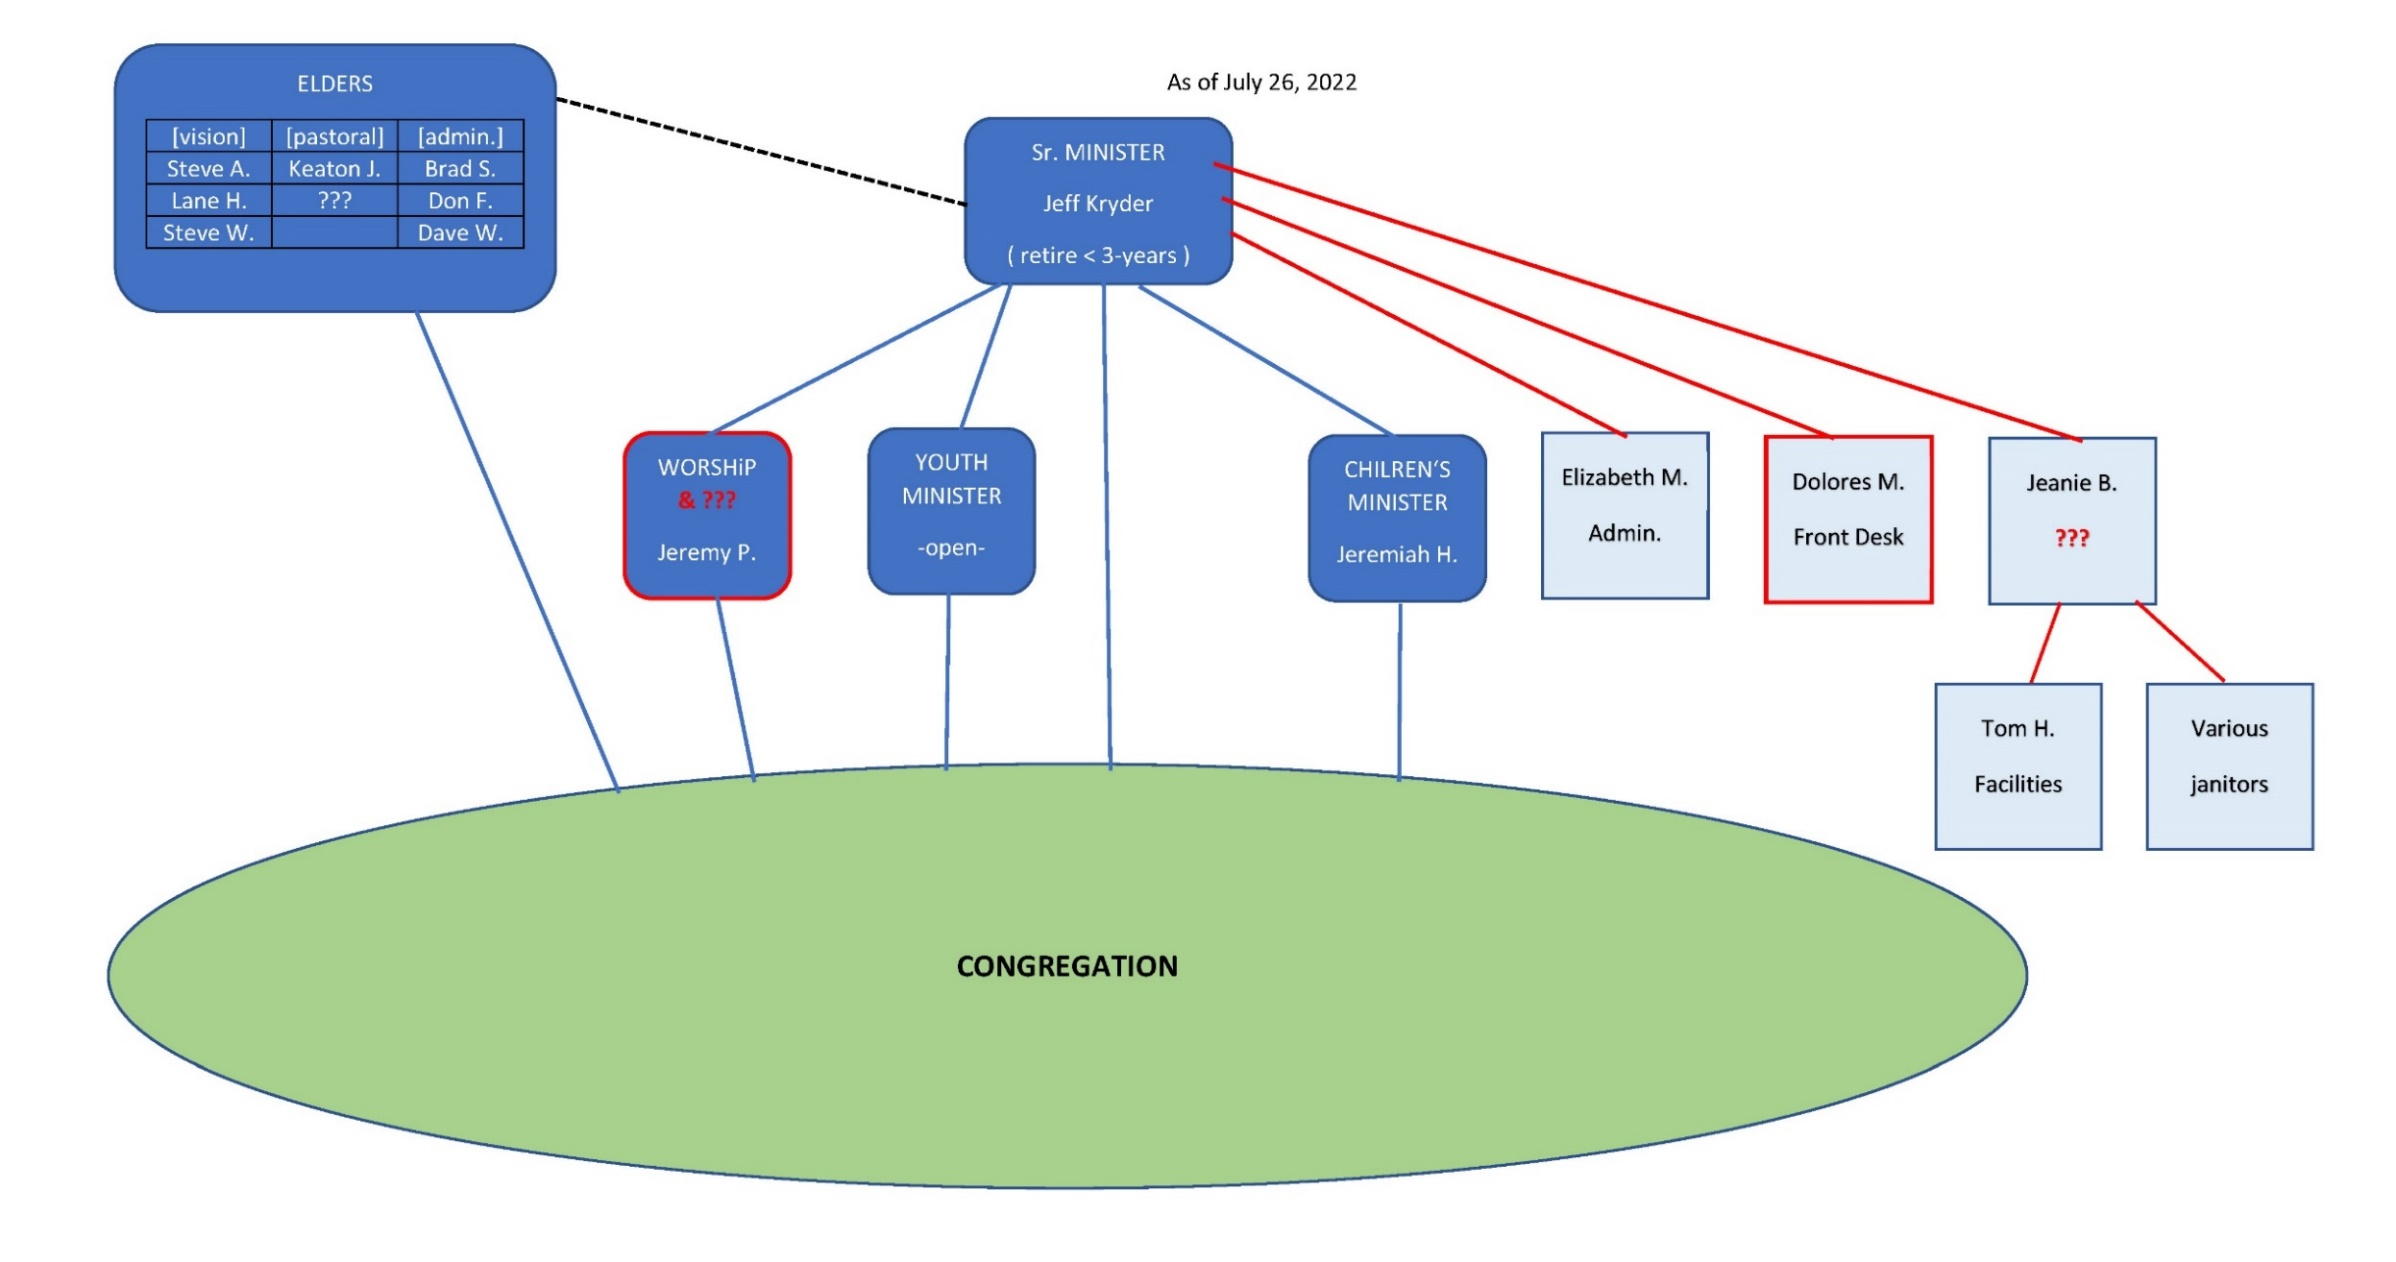 As of July 26, 2022
ELDERS
[vision] [pastoral] [admin.]
Steve A. Keaton J. Brad S.
Lane H. ??? Don F.
Steve W. Dave W.
Sr. MINISTER
Jeff Kryder
( retire < 3-years )
WORSHiP
& ???
Jeremy P.
YOUTH
MINISTER
-open-
CHILREN‘S
MINISTER
Jeremiah H.
Elizabeth M.
Admin.
Dolores M.
Front Desk
Jeanie B.
???
Tom H.
Facilities
Various
janitors
CONGREGATION